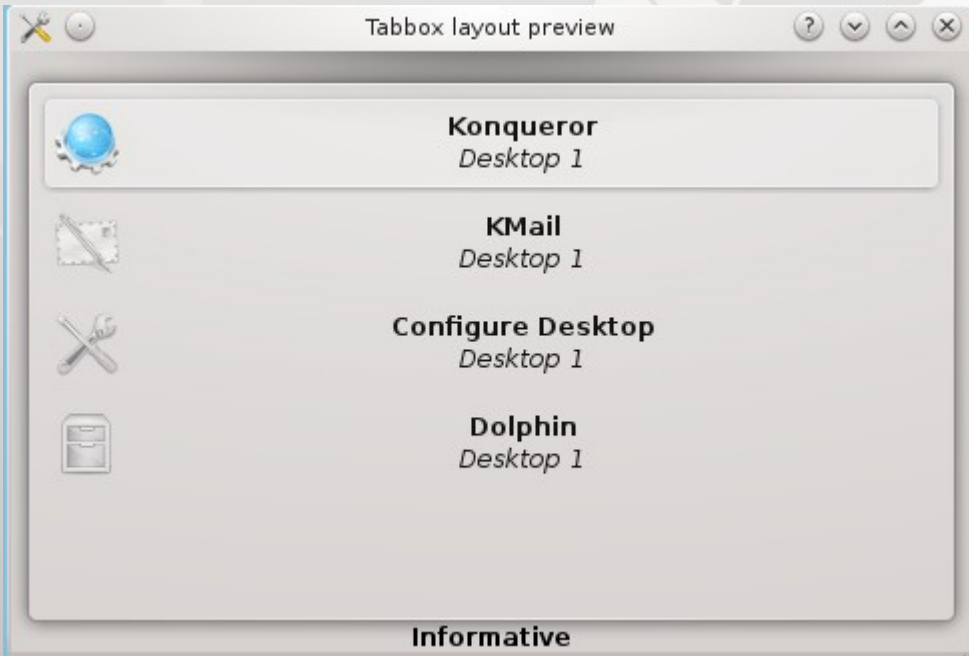 Tabbox layout preview
Konqueror
Desktop 1
KMail
Desktop 1
Configure Desktop
Desktop 1
Dolphin
Desktop 1
Informative